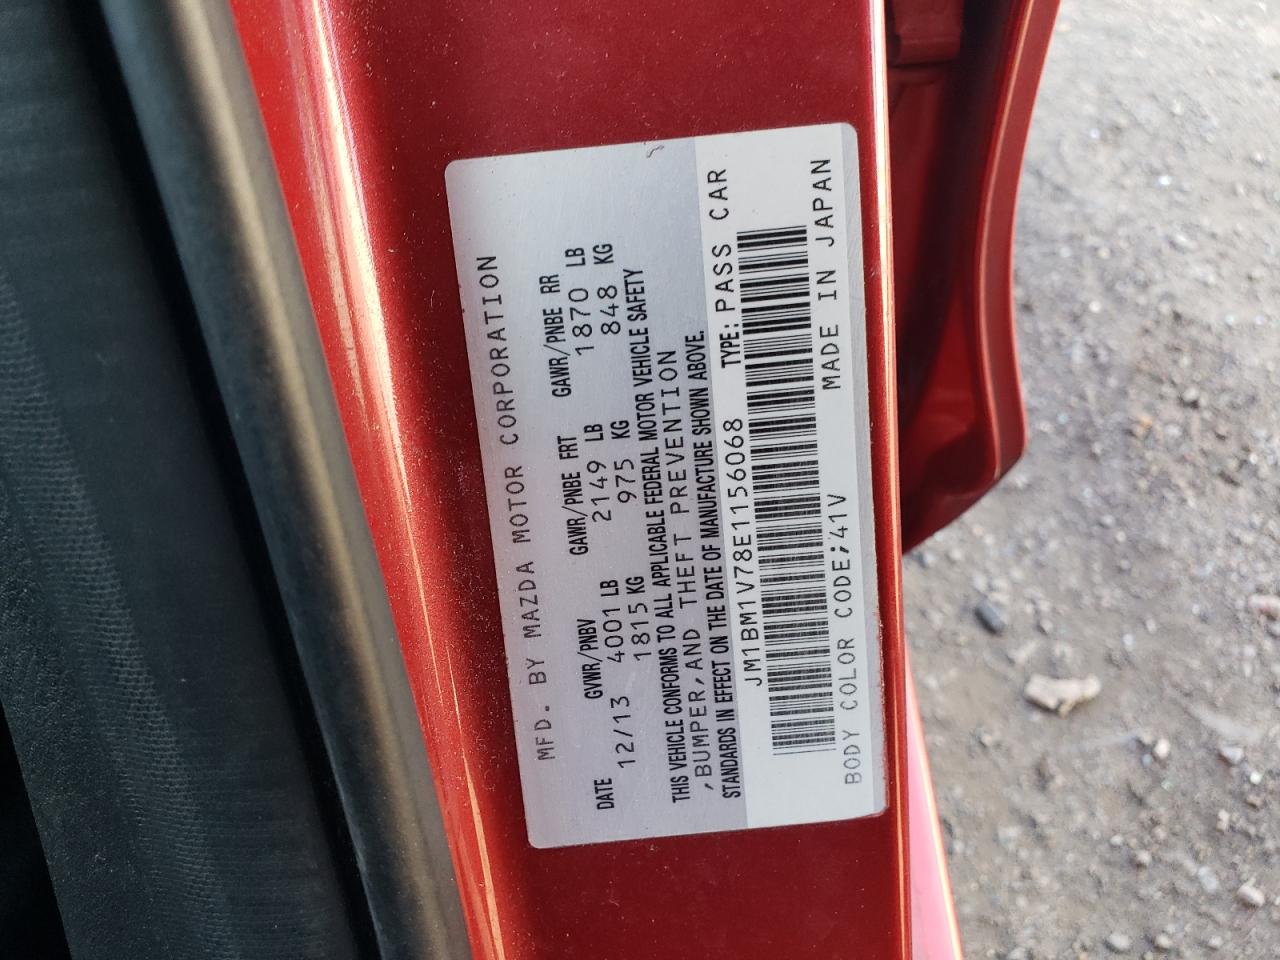 MFD. BY MAZDA MOTOR CORPORATION
DATE GVWR/PNBV GAWR/PNBE FRT GAWR/PNBE RR
12/13 4001 LB 2149 LB 1870 LB
1815 KG 975 KG 848 KG
THIS VEHICLE CONFORMS TO ALL APPLICABLE FEDERAL MOTOR VEHICLE SAFETY
,BUMPER,AND THEFT PREVENTION
STANDARDS IN EFFECT ON THE DATE OF MANUFACTURE SHOWN ABOVE.
JM1BM1V78E1156068 TYPE: PASS CAR
BODY COLOR CODE;41V MADE IN JAPAN